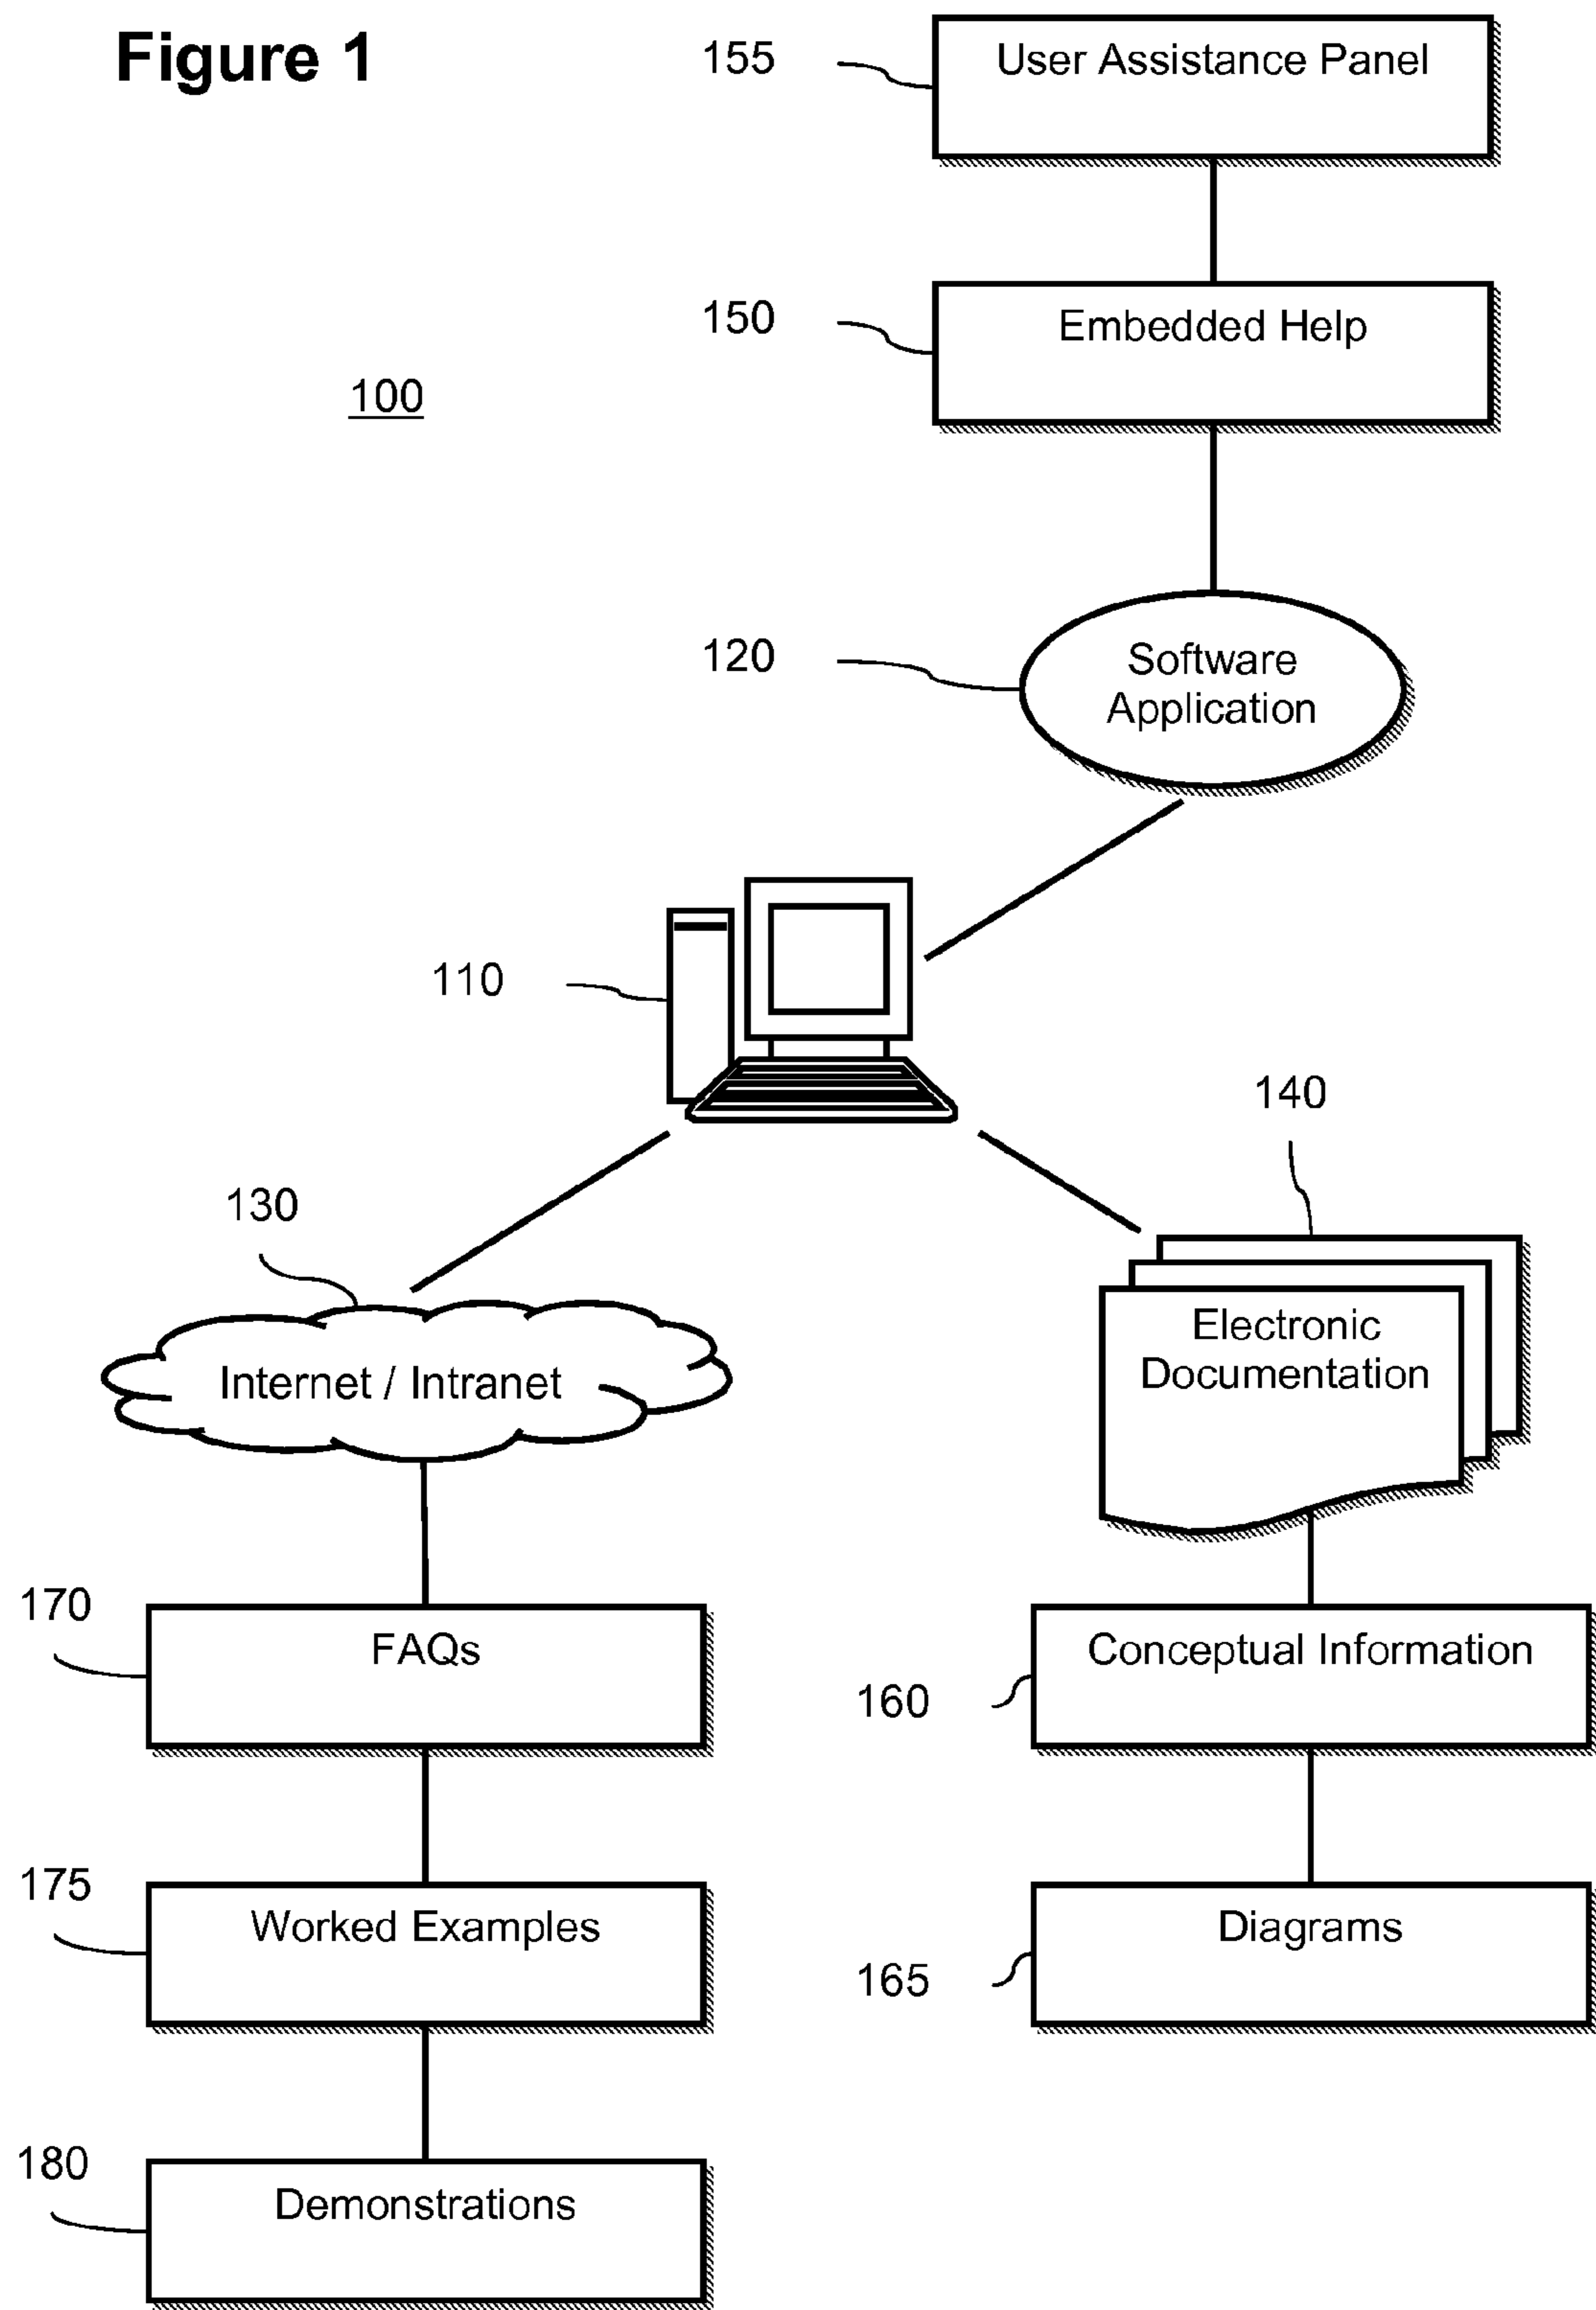 Figure 1
155
User Assistance Panel
150
Embedded Help
100
120
Software
Application
110
140
130
Internet / Intranet
Electronic
Documentation
170
FAQs
160
Conceptual Information
175
Worked Examples
165
Diagrams
180
Demonstrations